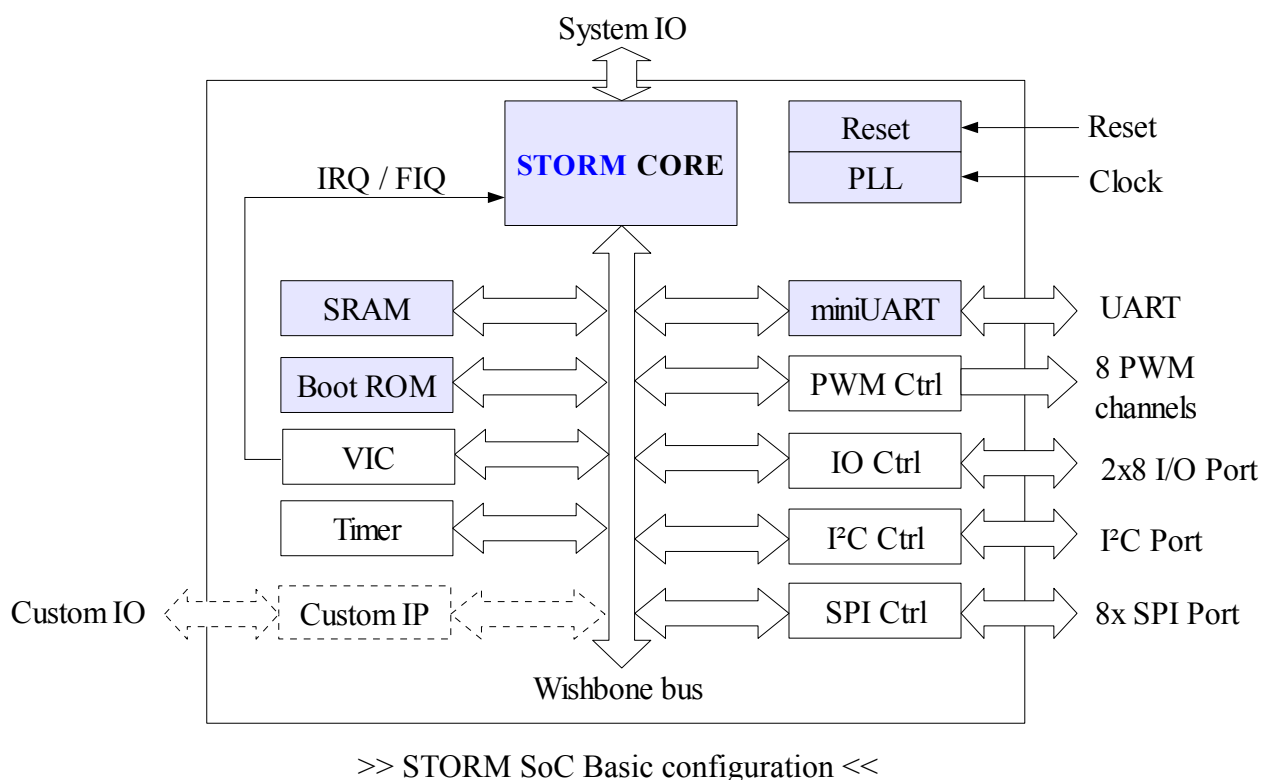 System IO
STORM CORE
Reset
Reset
PLL
Clock
IRQ / FIQ
SRAM
miniUART
UART
Boot ROM
PWM Ctrl
8 PWM
channels
VIC
IO Ctrl
2x8 I/O Port
Timer
I²C Ctrl
I²C Port
Custom IO
Custom IP
SPI Ctrl
8x SPI Port
Wishbone bus
>> STORM SoC Basic configuration <<